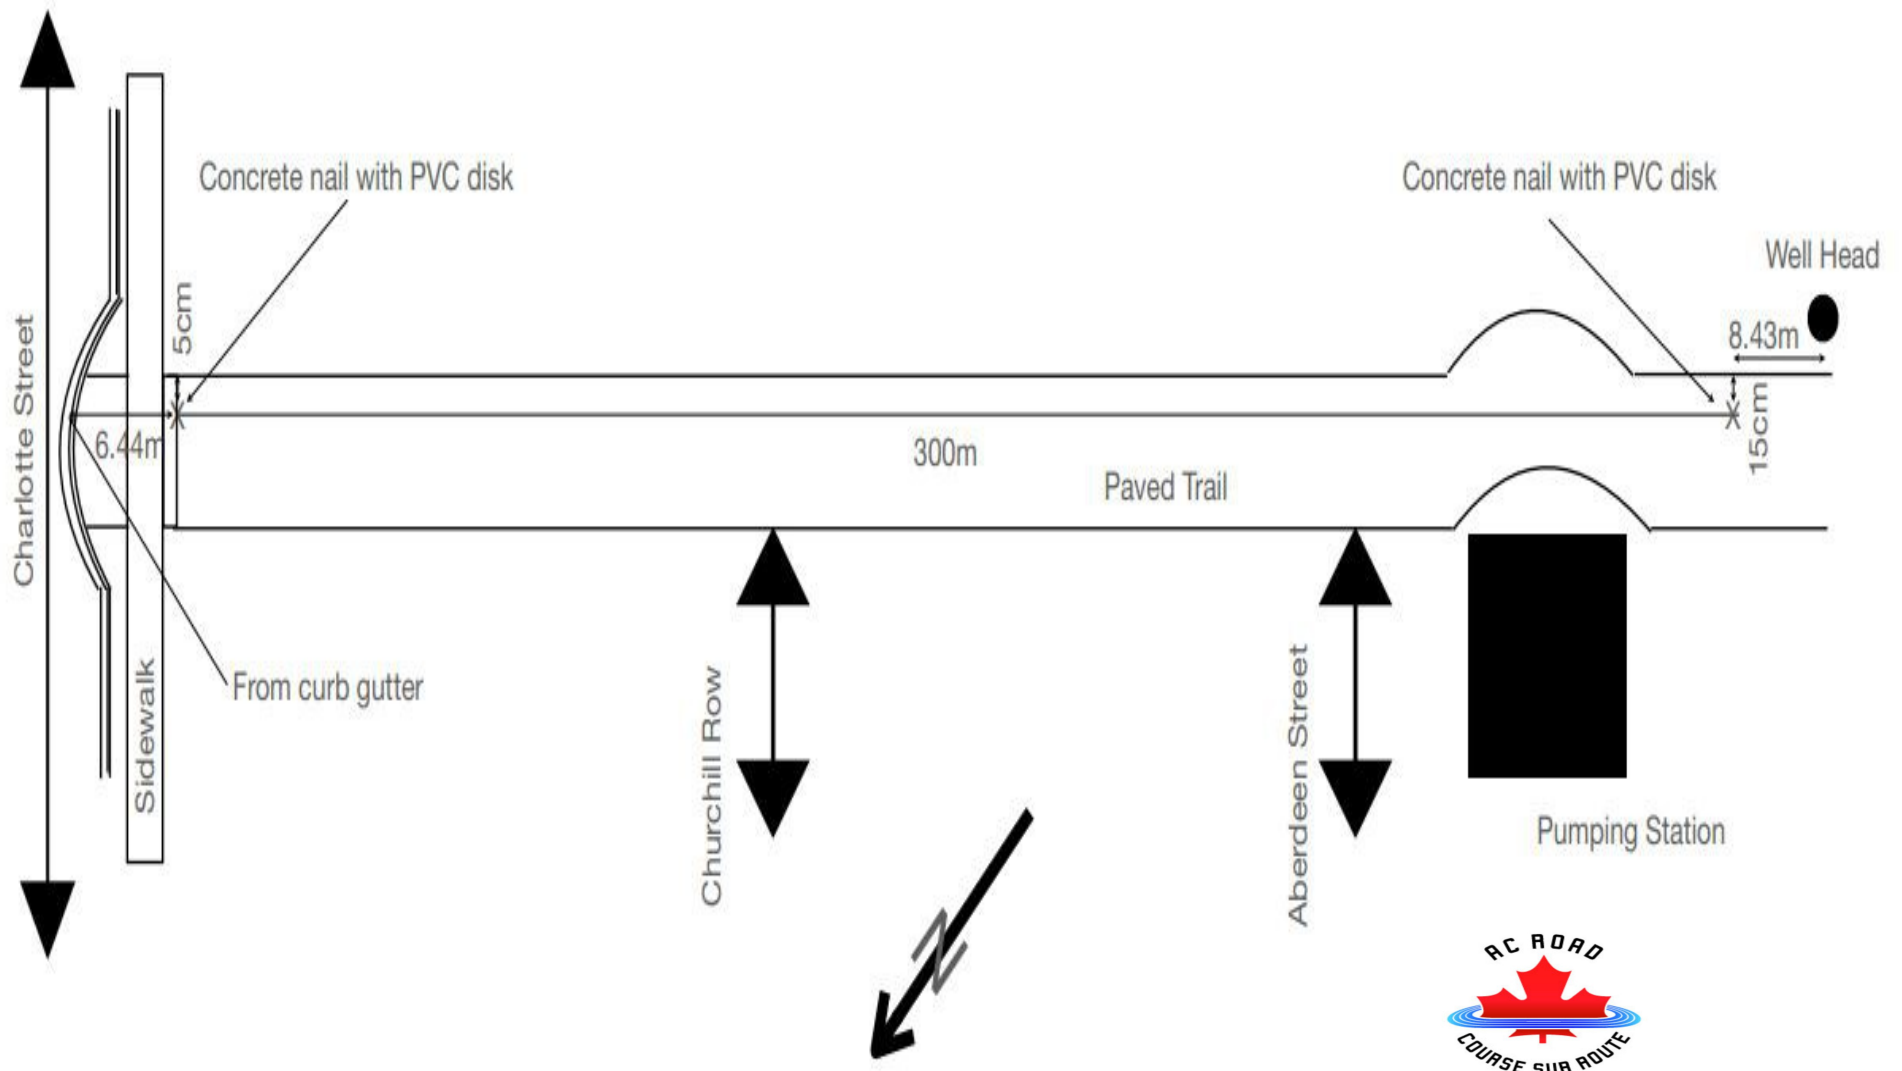 Concrete nail with PVC disk
Concrete nail with PVC disk
Well Head
8.43m
5cm
Charlotte Street
6.44m
300m
15cm
Paved Trail
From curb gutter
Sidewalk
Churchill Row
Aberdeen Street
Pumping Station
N
AC ROAD
COURSE SUR ROUTE